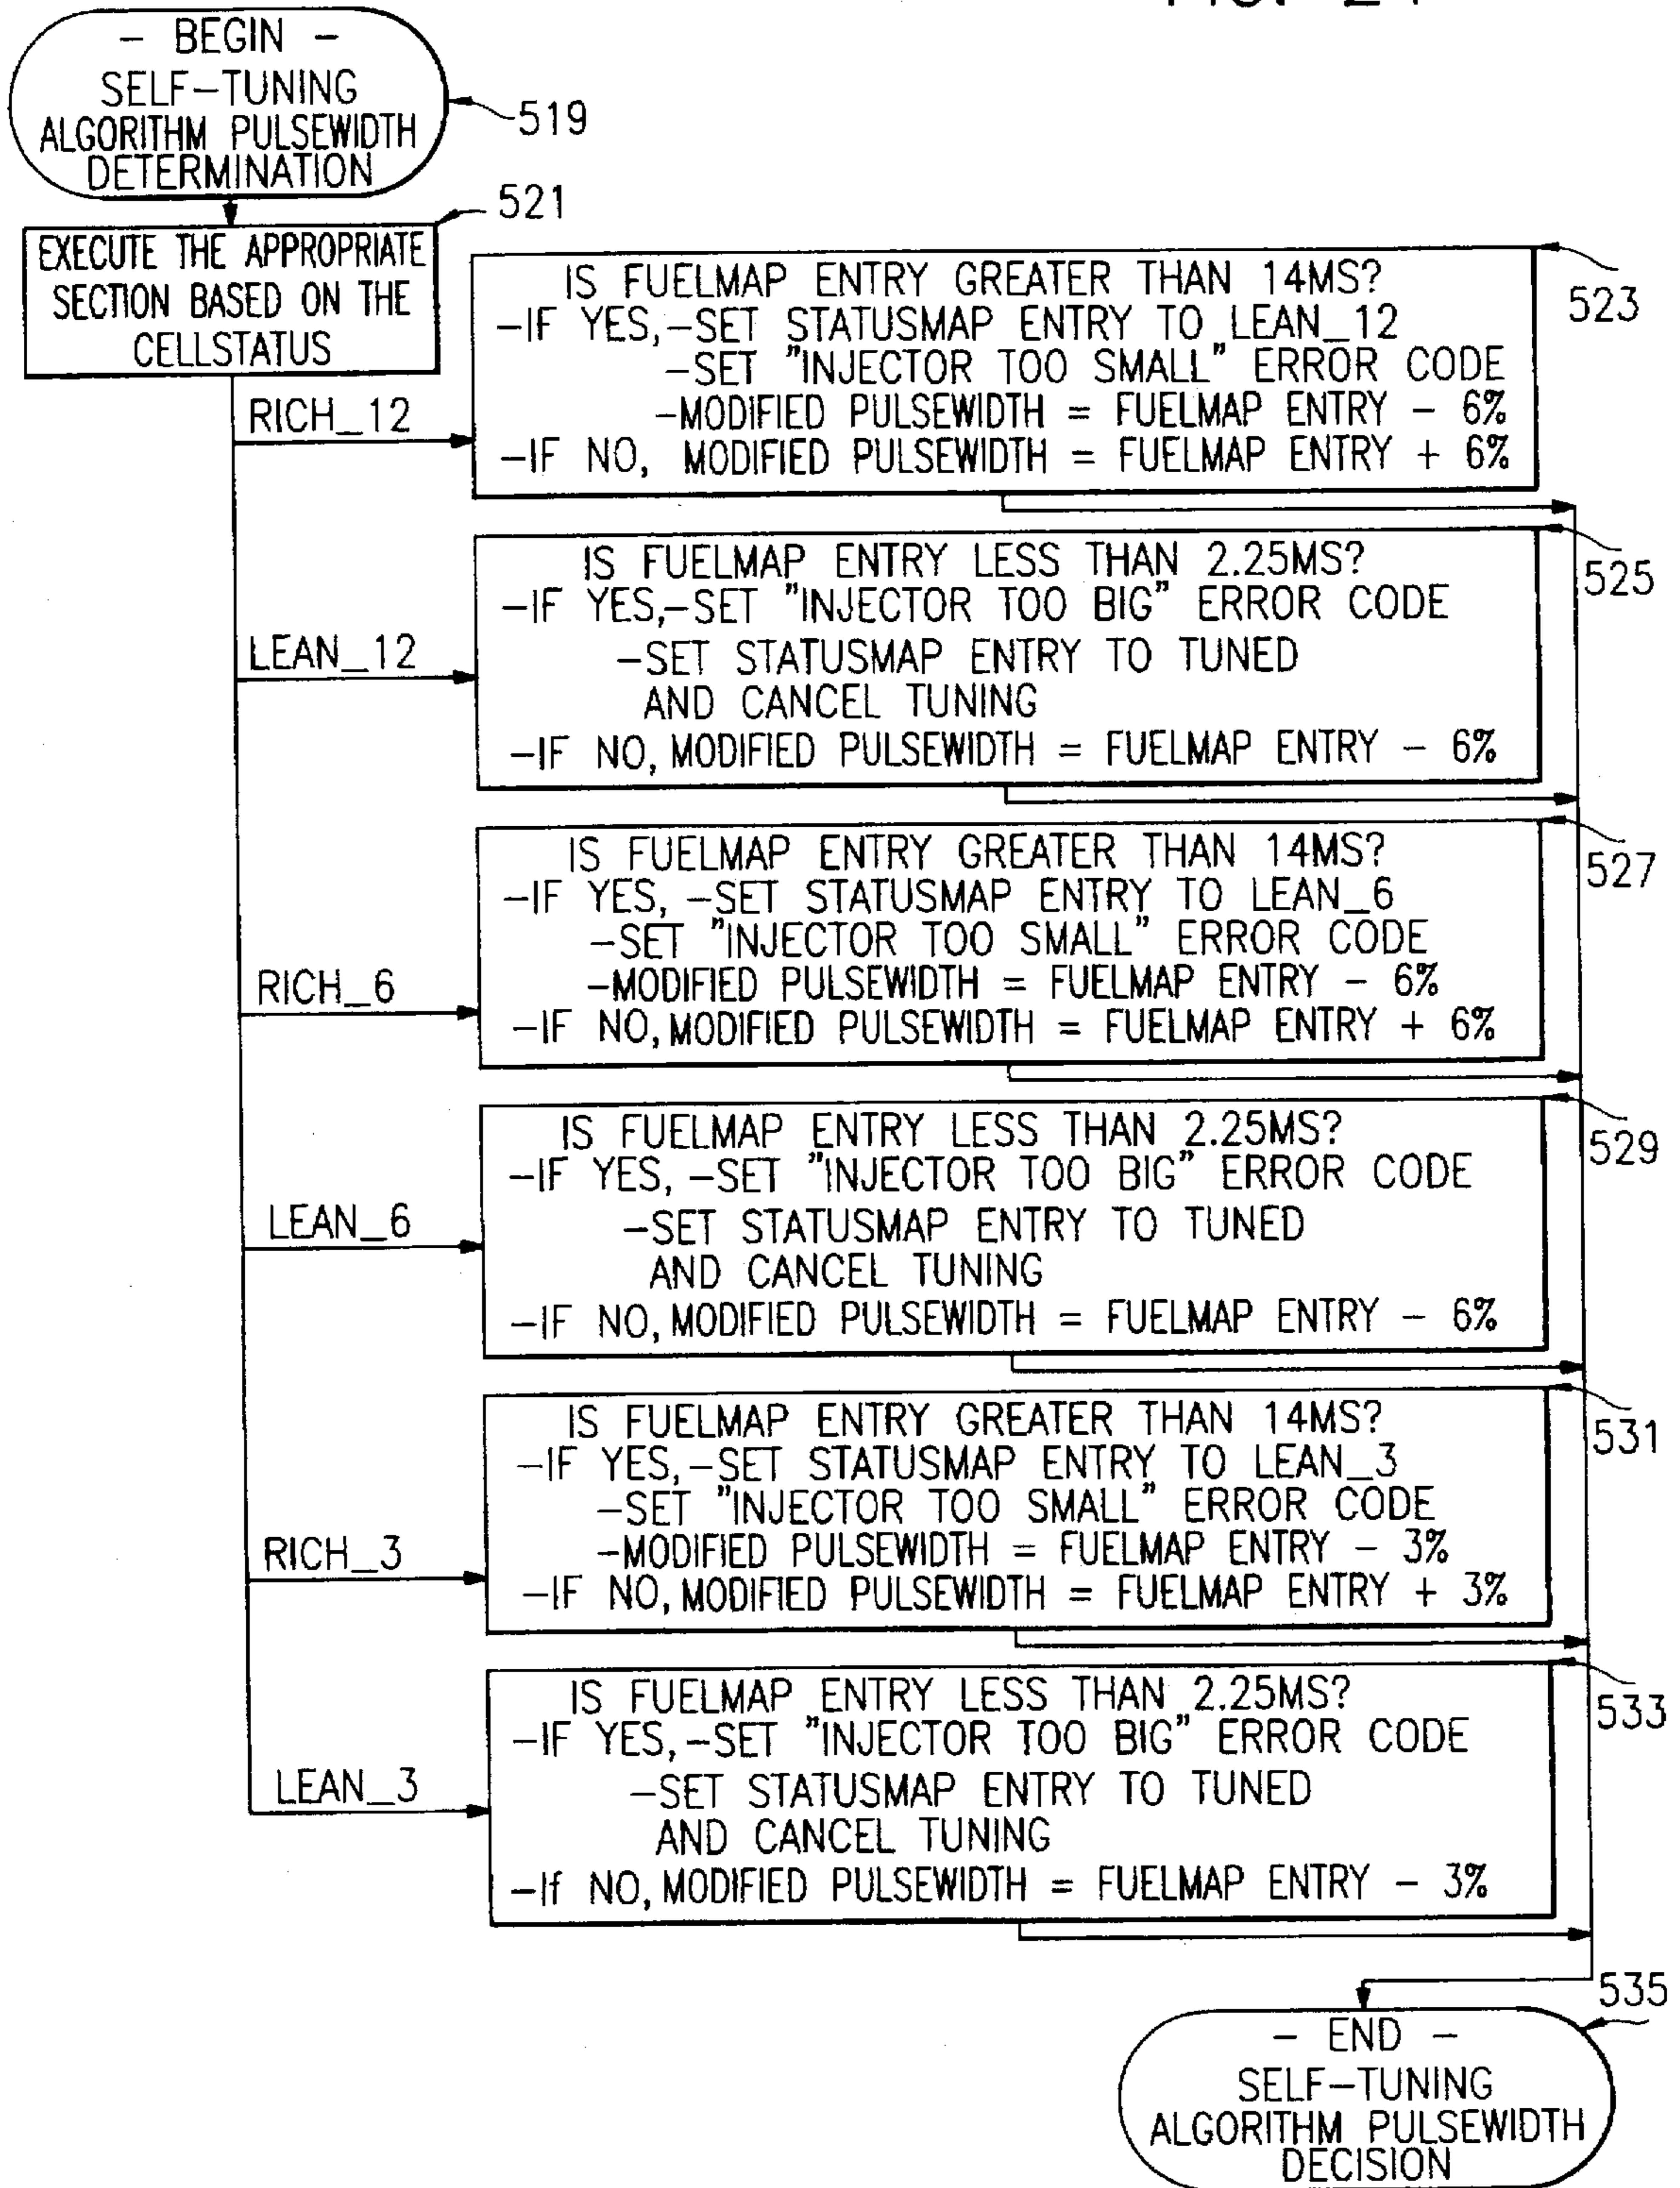 - BEGIN -
SELF-TUNING
ALGORITHM PULSEWIDTH
DETERMINATION
519
521
EXECUTE THE APPROPRIATE
SECTION BASED ON THE
CELLSTATUS
RICH_12
IS FUELMAP ENTRY GREATER THAN 14MS?
-IF YES,-SET STATUSMAP ENTRY TO LEAN_12
-SET "INJECTOR TOO SMALL" ERROR CODE
-MODIFIED PULSEWIDTH = FUELMAP ENTRY - 6%
-IF NO, MODIFIED PULSEWIDTH = FUELMAP ENTRY + 6%
523
LEAN_12
IS FUELMAP ENTRY LESS THAN 2.25MS?
-IF YES,-SET "INJECTOR TOO BIG" ERROR CODE
-SET STATUSMAP ENTRY TO TUNED
AND CANCEL TUNING
-IF NO, MODIFIED PULSEWIDTH = FUELMAP ENTRY - 6%
525
RICH_6
IS FUELMAP ENTRY GREATER THAN 14MS?
-IF YES, -SET STATUSMAP ENTRY TO LEAN_6
-SET "INJECTOR TOO SMALL" ERROR CODE
-MODIFIED PULSEWIDTH = FUELMAP ENTRY - 6%
-IF NO, MODIFIED PULSEWIDTH = FUELMAP ENTRY + 6%
527
LEAN_6
IS FUELMAP ENTRY LESS THAN 2.25MS?
-IF YES, -SET "INJECTOR TOO BIG" ERROR CODE
-SET STATUSMAP ENTRY TO TUNED
AND CANCEL TUNING
-IF NO, MODIFIED PULSEWIDTH = FUELMAP ENTRY - 6%
529
RICH_3
IS FUELMAP ENTRY GREATER THAN 14MS?
-IF YES,-SET STATUSMAP ENTRY TO LEAN_3
-SET "INJECTOR TOO SMALL" ERROR CODE
-MODIFIED PULSEWIDTH = FUELMAP ENTRY - 3%
-IF NO, MODIFIED PULSEWIDTH = FUELMAP ENTRY + 3%
531
LEAN_3
IS FUELMAP ENTRY LESS THAN 2.25MS?
-IF YES,-SET "INJECTOR TOO BIG" ERROR CODE
-SET STATUSMAP ENTRY TO TUNED
AND CANCEL TUNING
-If NO, MODIFIED PULSEWIDTH = FUELMAP ENTRY - 3%
533
535
- END -
SELF-TUNING
ALGORITHM PULSEWIDTH
DECISION